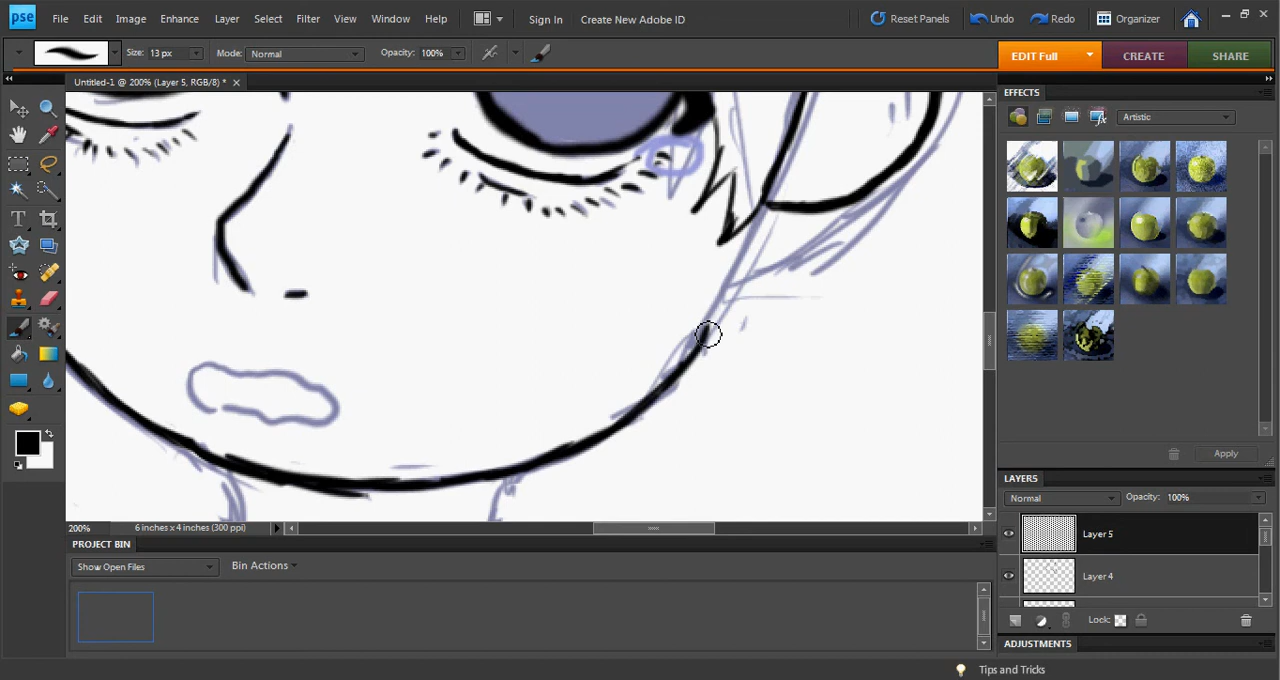 pse File Edit Image Enhance Layer Select Filter View Window Help Sign In Create New Adobe ID Reset Panels Undo Redo Organizer
Size: 13 px Mode: Normal Opacity: 100% EDIT Full CREATE SHARE
Untitled-1 @ 200% (Layer 5, RGB/8) *
EFFECTS
Artistic
Apply
LAYERS
Normal Opacity: 100%
Layer 5
Layer 4
200% 6 inches x 4 inches (300 ppi)
PROJECT BIN
Show Open Files Bin Actions
Lock:
ADJUSTMENTS
Tips and Tricks